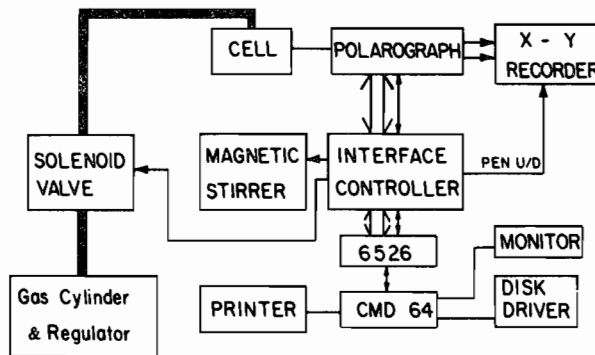 CELL
POLAROGRAPH
X - Y
RECORDER
SOLENOID
VALVE
MAGNETIC
STIRRER
INTERFACE
CONTROLLER
PEN U/D
6526
MONITOR
Gas Cylinder
& Regulator
PRINTER
CMD 64
DISK
DRIVER